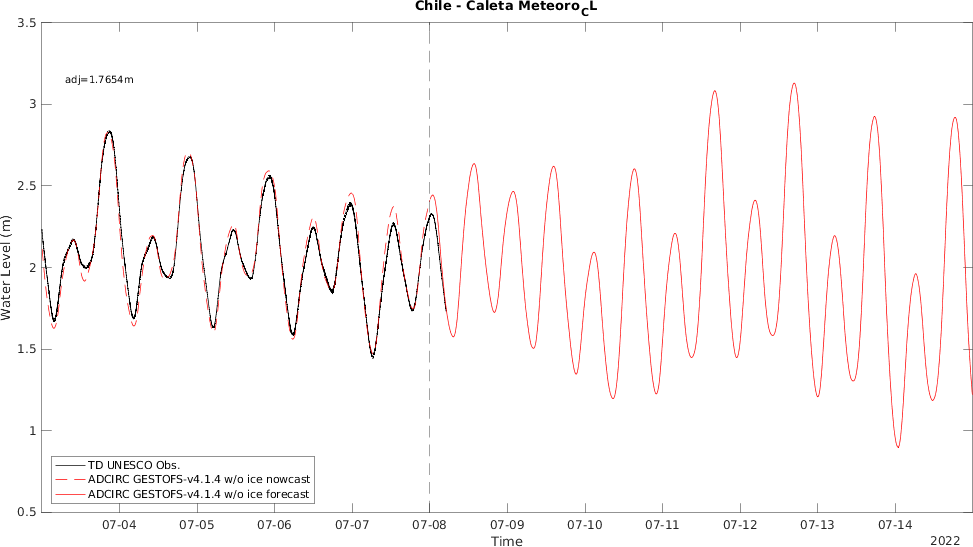 Chile - Caleta Meteoro_CL
adj=1.7654m
Water Level (m)
3.5
3
2.5
2
1.5
1
0.5
TD UNESCO Obs.
ADCIRC GESTOFS-v4.1.4 w/o ice nowcast
ADCIRC GESTOFS-v4.1.4 w/o ice forecast
07-04 07-05 07-06 07-07 07-08 07-09 07-10 07-11 07-12 07-13 07-14
Time
2022